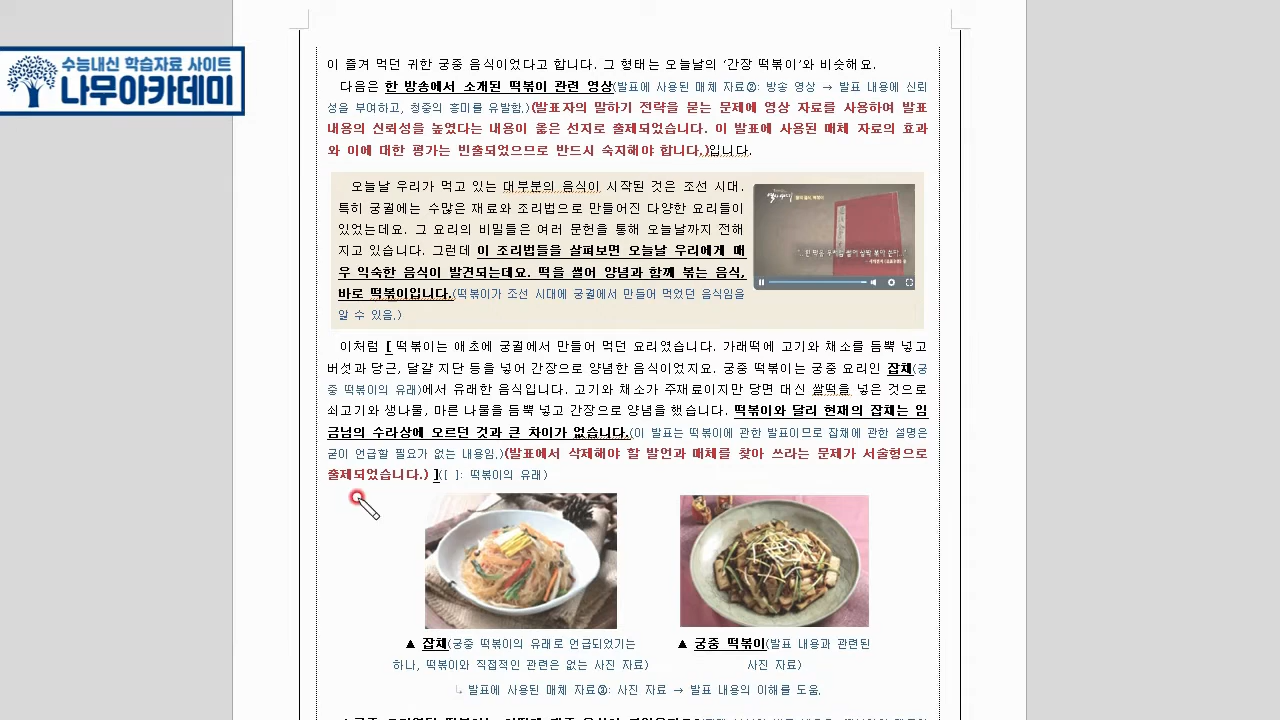 수능내신 학습자료 사이트
나무아카데미
이 즐겨 먹던 귀한 궁중 음식이었다고 합니다. 그 형태는 오늘날의 ‘간장 떡볶이’와 비슷해요.
다음은 한 방송에서 소개된 떡볶이 관련 영상(발표에 사용된 매체 자료②: 방송 영상 → 발표 내용에 신뢰
성을 부여하고, 청중의 흥미를 유발함.)(발표자의 말하기 전략을 묻는 문제에 영상 자료를 사용하여 발표
내용의 신뢰성을 높였다는 내용이 옳은 선지로 출제되었습니다. 이 발표에 사용된 매체 자료의 효과
와 이에 대한 평가는 빈출되었으므로 반드시 숙지해야 합니다.)입니다.
오늘날 우리가 먹고 있는 대부분의 음식이 시작된 것은 조선 시대.
특히 궁궐에는 수많은 재료와 조리법으로 만들어진 다양한 요리들이
있었는데요. 그 요리의 비밀들은 여러 문헌을 통해 오늘날까지 전해
지고 있습니다. 그런데 이 조리법들을 살펴보면 오늘날 우리에게 매
우 익숙한 음식이 발견되는데요. 떡을 썰어 양념과 함께 볶는 음식,
바로 떡볶이입니다.(떡볶이가 조선 시대에 궁궐에서 만들어 먹었던 음식임을
알 수 있음.)
이처럼 [ 떡볶이는 애초에 궁궐에서 만들어 먹던 요리였습니다. 가래떡에 고기와 채소를 듬뿍 넣고
버섯과 당근, 달걀 지단 등을 넣어 간장으로 양념한 음식이었지요. 궁중 떡볶이는 궁중 요리인 잡채(궁
중 떡볶이의 유래)에서 유래한 음식입니다. 고기와 채소가 주재료이지만 당면 대신 쌀떡을 넣은 것으로
쇠고기와 생나물, 마른 나물을 듬뿍 넣고 간장으로 양념을 했습니다. 떡볶이와 달리 현재의 잡채는 임
금님의 수라상에 오르던 것과 큰 차이가 없습니다.(이 발표는 떡볶이에 관한 발표이므로 잡채에 관한 설명은
굳이 언급할 필요가 없는 내용임.)(발표에서 삭제해야 할 발언과 매체를 찾아 쓰라는 문제가 서술형으로
출제되었습니다.) ]([ ]: 떡볶이의 유래)
▲ 잡채(궁중 떡볶이의 유래로 언급되었기는
하나, 떡볶이와 직접적인 관련은 없는 사진 자료)
▲ 궁중 떡볶이(발표 내용과 관련된
사진 자료)
↳ 발표에 사용된 매체 자료③: 사진 자료 → 발표 내용의 이해를 도움.